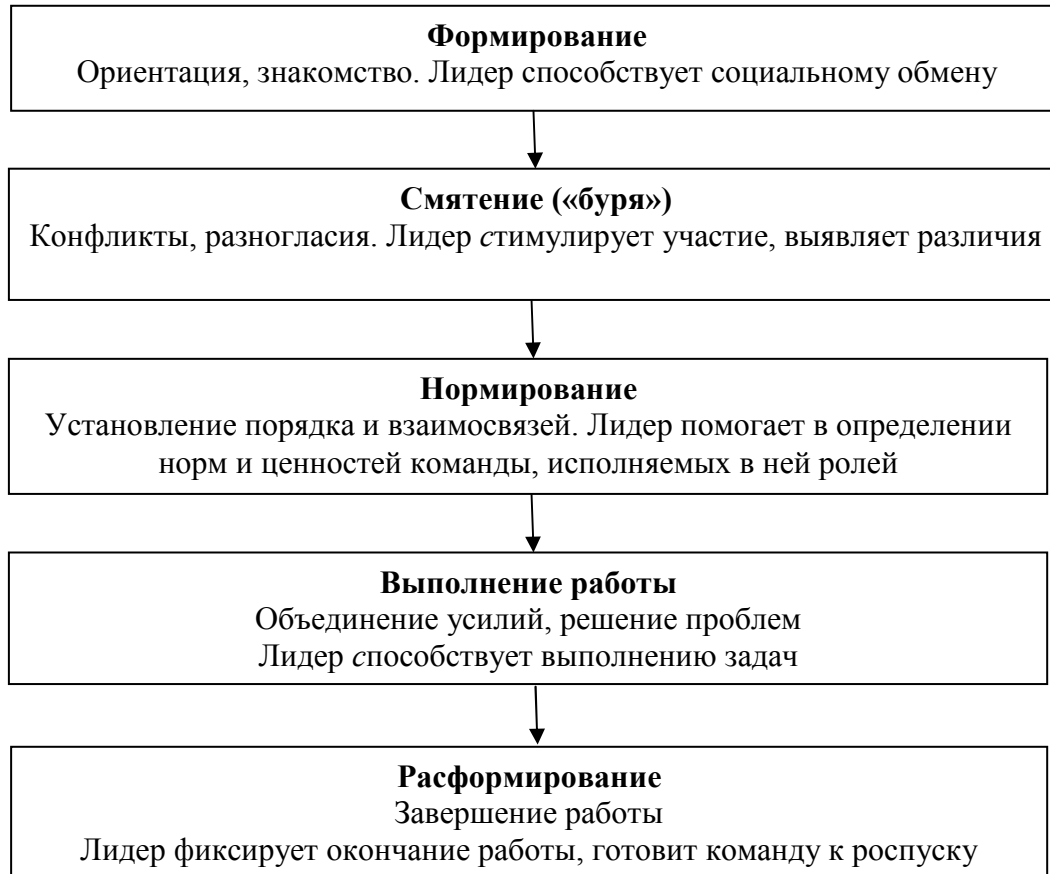 Формирование
Ориентация, знакомство. Лидер способствует социальному обмену
Смятение («буря»)
Конфликты, разногласия. Лидер стимулирует участие, выявляет различия
Нормирование
Установление порядка и взаимосвязей. Лидер помогает в определении
норм и ценностей команды, исполняемых в ней ролей
Выполнение работы
Объединение усилий, решение проблем
Лидер способствует выполнению задач
Расформирование
Завершение работы
Лидер фиксирует окончание работы, готовит команду к роспуску